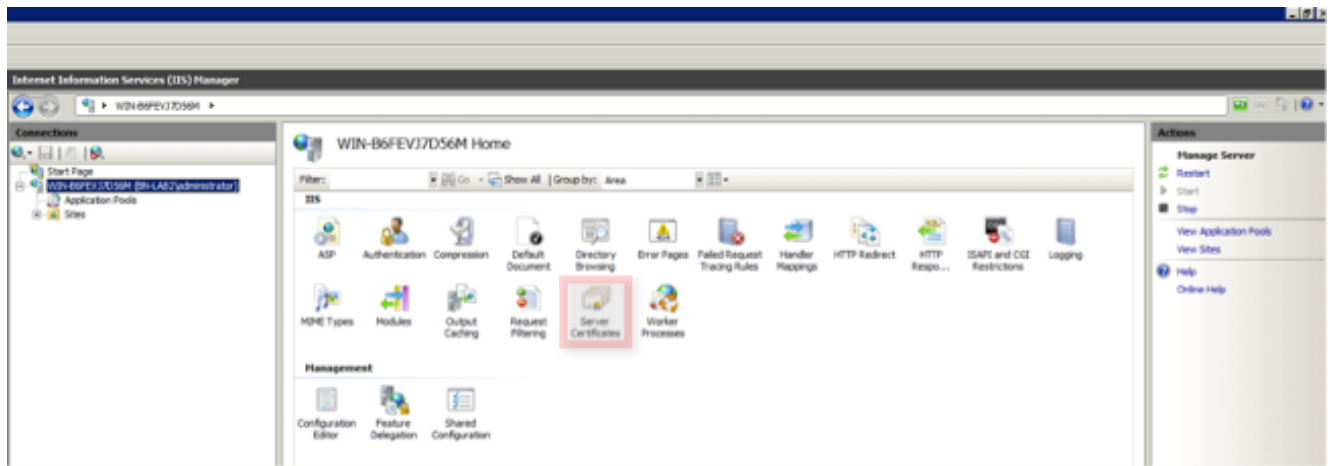 Internet Information Services (IIS) Manager
WIN-B6FEVJ7D56M
Connections
Start Page
WIN-B6FEVJ7D56M (BN-LAB2\administrator)
Application Pools
Sites
WIN-B6FEVJ7D56M Home
Filter: Go Show All Group by: Area
IIS
ASP Authentication Compression Default Document Directory Browsing Error Pages Failed Request Tracing Rules Handler Mappings HTTP Redirect HTTP Respo... ISAPI and CGI Restrictions Logging
MIME Types Modules Output Caching Request Filtering Server Certificates Worker Processes
Management
Configuration Editor Feature Delegation Shared Configuration
Actions
Manage Server
Restart
Start
Stop
View Application Pools
View Sites
Help
Online Help